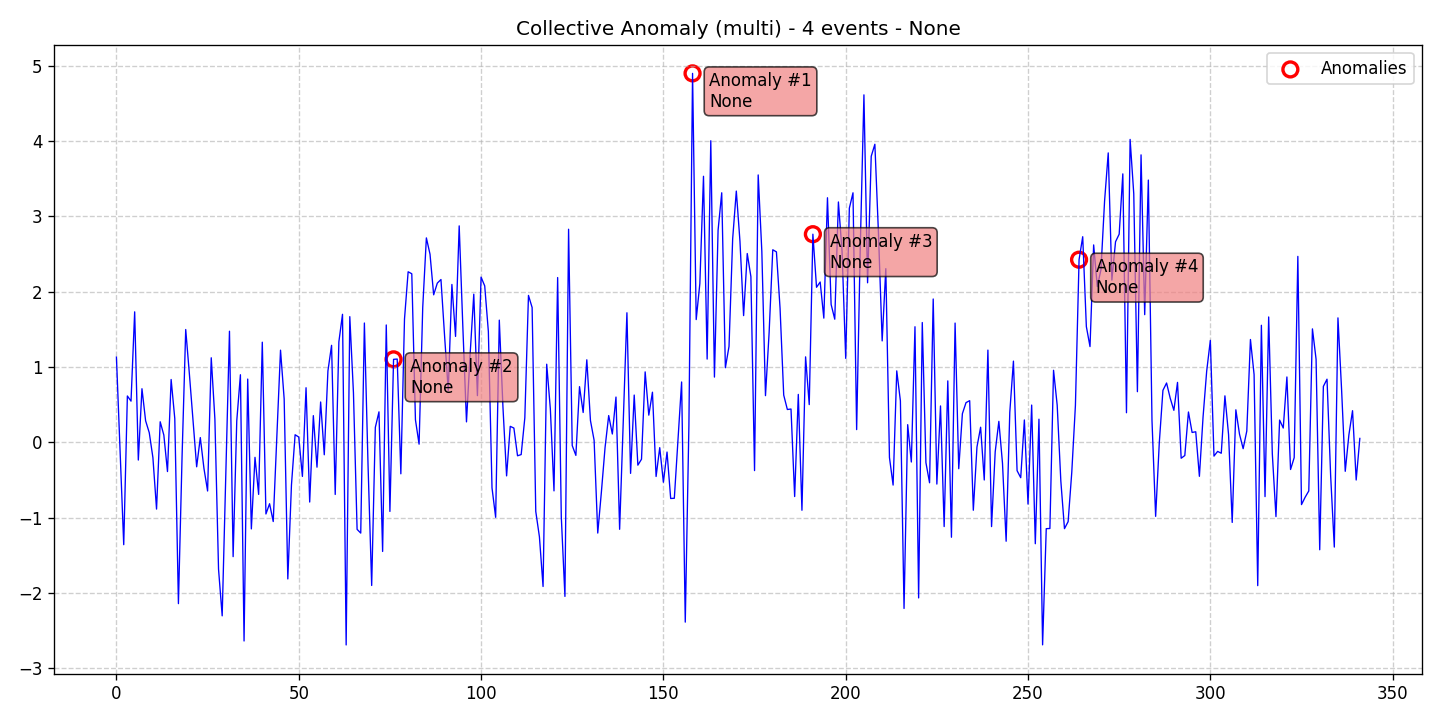 Collective Anomaly (multi) - 4 events - None
Anomalies
Anomaly #1
None
Anomaly #3
None
Anomaly #4
None
Anomaly #2
None
5
4
3
2
1
0
−1
−2
−3
0
50
100
150
200
250
300
350